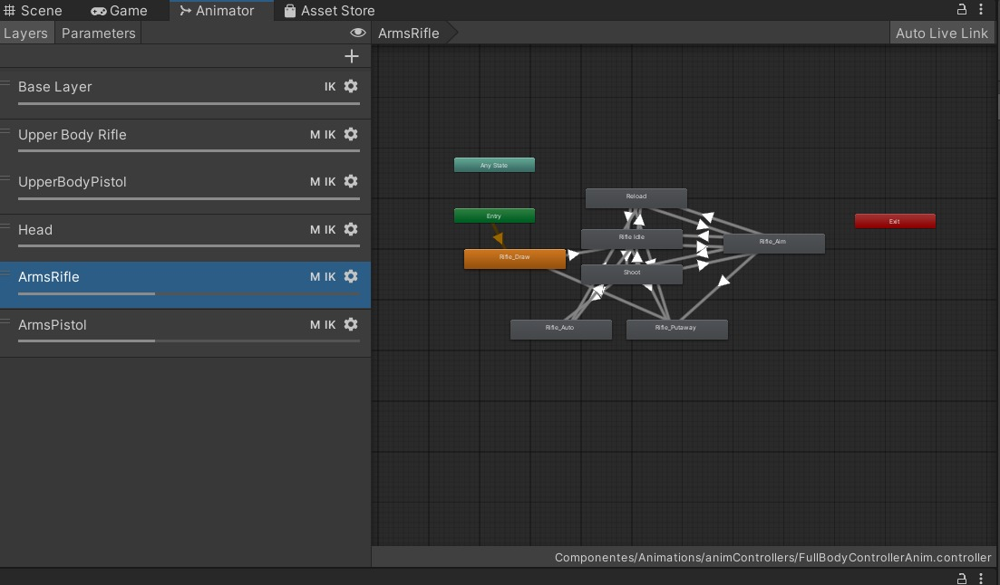 Scene Game Animator Asset Store
Layers Parameters ArmsRifle Auto Live Link
Base Layer IK
Upper Body Rifle M IK
UpperBodyPistol M IK
Head M IK
ArmsRifle M IK
ArmsPistol M IK
Any State
Reload
Entry
Exit
Rifle Idle
Rifle_Aim
Rifle_Draw
Shoot
Rifle_Auto
Rifle_Putaway
Componentes/Animations/animControllers/FullBodyControllerAnim.controller